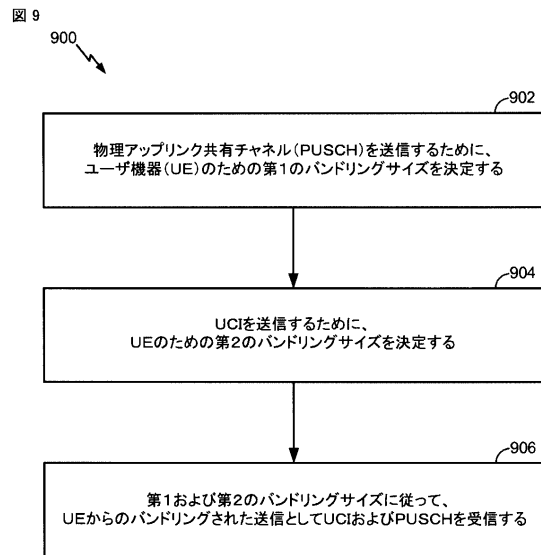 図 9
900
902
物理アップリンク共有チャネル(PUSCH)を送信するために、
ユーザ機器(UE)のための第1のバンドリングサイズを決定する
904
UCIを送信するために、
UEのための第2のバンドリングサイズを決定する
906
第1および第2のバンドリングサイズに従って、
UEからのバンドリングされた送信としてUCIおよびPUSCHを受信する